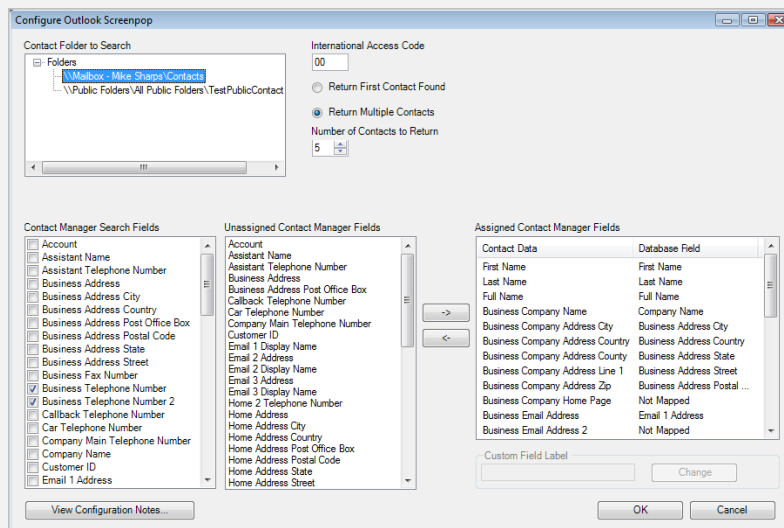 Configure Outlook Screenpop
Contact Folder to Search
Folders
\\Mailbox - Mike Sharps\Contacts
\\Public Folders\All Public Folders\TestPublicContact
International Access Code
00
Return First Contact Found
Return Multiple Contacts
Number of Contacts to Return
5
Contact Manager Search Fields
Account
Assistant Name
Assistant Telephone Number
Business Address
Business Address City
Business Address Country
Business Address Post Office Box
Business Address Postal Code
Business Address State
Business Address Street
Business Fax Number
Business Telephone Number
Business Telephone Number 2
Callback Telephone Number
Car Telephone Number
Company Main Telephone Number
Company Name
Customer ID
Email 1 Address
Unassigned Contact Manager Fields
Account
Assistant Name
Assistant Telephone Number
Business Address
Business Address Post Office Box
Callback Telephone Number
Car Telephone Number
Company Main Telephone Number
Customer ID
Email 1 Display Name
Email 2 Address
Email 2 Display Name
Email 3 Address
Email 3 Display Name
Home 2 Telephone Number
Home Address
Home Address City
Home Address Country
Home Address Post Office Box
Home Address Postal Code
Home Address State
Home Address Street
->
<-
Assigned Contact Manager Fields
Contact Data Database Field
First Name First Name
Last Name Last Name
Full Name Full Name
Business Company Name Company Name
Business Company Address City Business Address City
Business Company Address Country Business Address Country
Business Company Address County Business Address State
Business Company Address Line 1 Business Address Street
Business Company Address Zip Business Address Postal ...
Business Company Home Page Not Mapped
Business Email Address Email 1 Address
Business Email Address 2 Not Mapped
Custom Field Label
Change
View Configuration Notes...
OK
Cancel